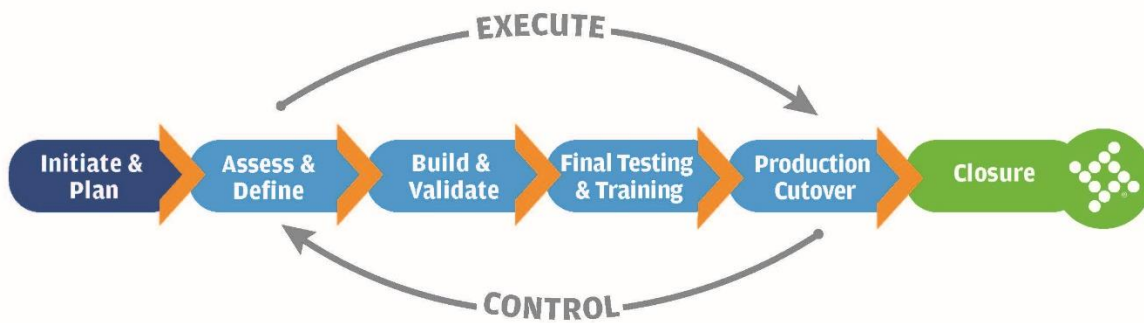 EXECUTE
Initiate &
Plan
Assess &
Define
Build &
Validate
Final Testing
& Training
Production
Cutover
Closure
CONTROL